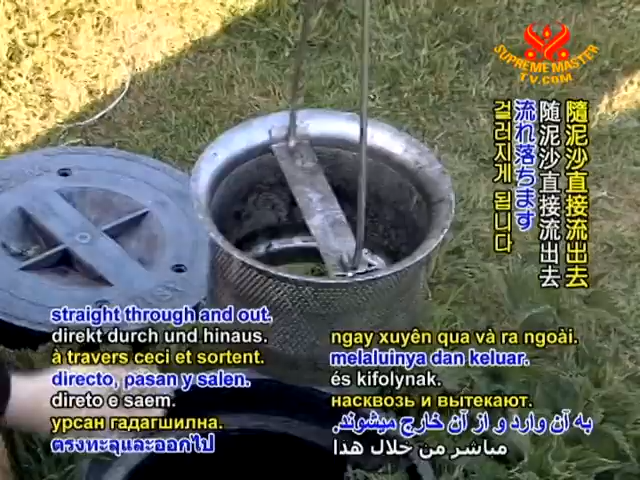 SUPREME MASTER
TV.COM
隨泥沙直接流出去
随泥沙直接流出去
流れ落ちます
걸러지게 됩니다
straight through and out.
direkt durch und hinaus.
à travers ceci et sortent.
directo, pasan y salen.
direto e saem.
урсан гадагшилна.
ตรงทะลุและออกไป
ngay xuyên qua và ra ngoài.
melaluinya dan keluar.
és kifolynak.
насквозь и вытекают.
به آن وارد و از آن خارج میشوند.
مباشر من خلال هذا